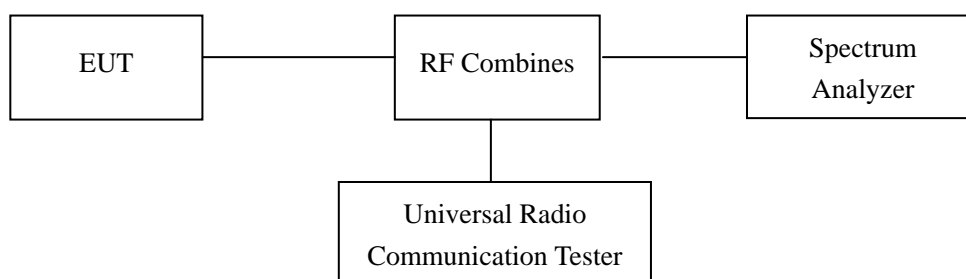 EUT
RF Combines
Spectrum
Analyzer
Universal Radio
Communication Tester